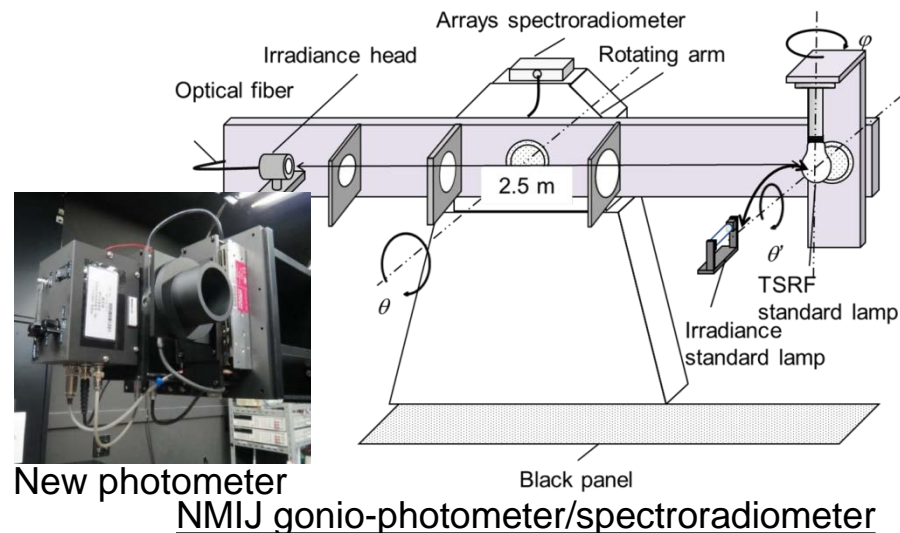 Arrays spectroradiometer
Irradiance head
Rotating arm
Optical fiber
φ
2.5 m
θ
θ'
TSRF
standard lamp
Irradiance
standard lamp
Black panel
New photometer
NMIJ gonio-photometer/spectroradiometer